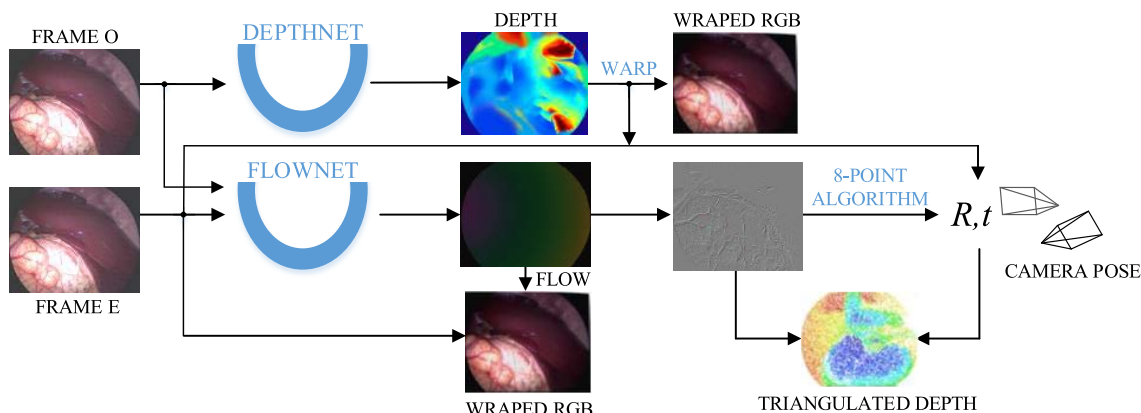 FRAME O
DEPTHNET
DEPTH
WRAPED RGB
WARP
FLOWNET
8-POINT
ALGORITHM
R,t
FRAME E
FLOW
CAMERA POSE
WRAPED RGB
TRIANGULATED DEPTH